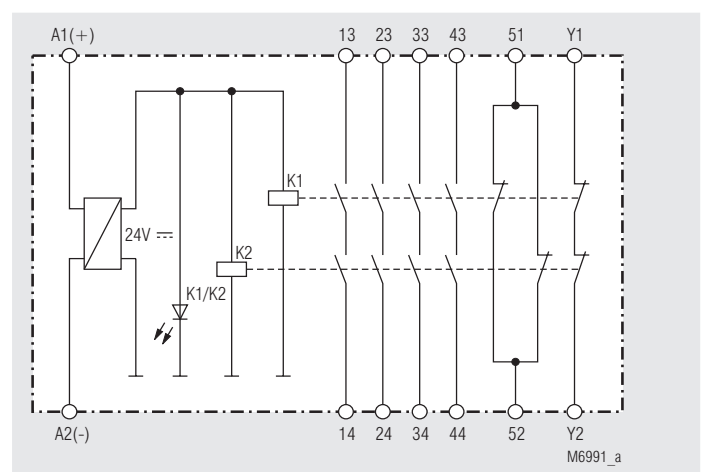 A1(+) 13 23 33 43 51 Y1
K1
24V
K2
K1/K2
A2(-) 14 24 34 44 52 Y2
M6991_a